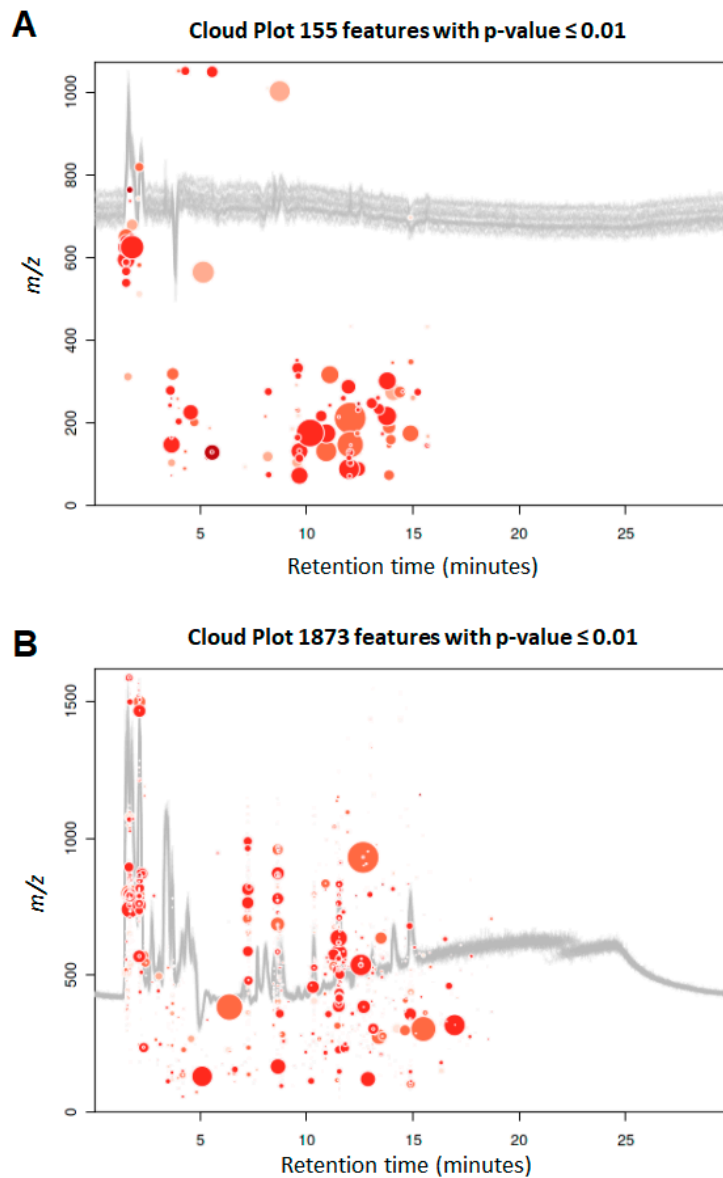 A
Cloud Plot 155 features with p-value ≤ 0.01
1000
800
600
400
200
0
m/z
5 10 15 20 25
Retention time (minutes)
B
Cloud Plot 1873 features with p-value ≤ 0.01
1500
1000
500
0
m/z
5 10 15 20 25
Retention time (minutes)